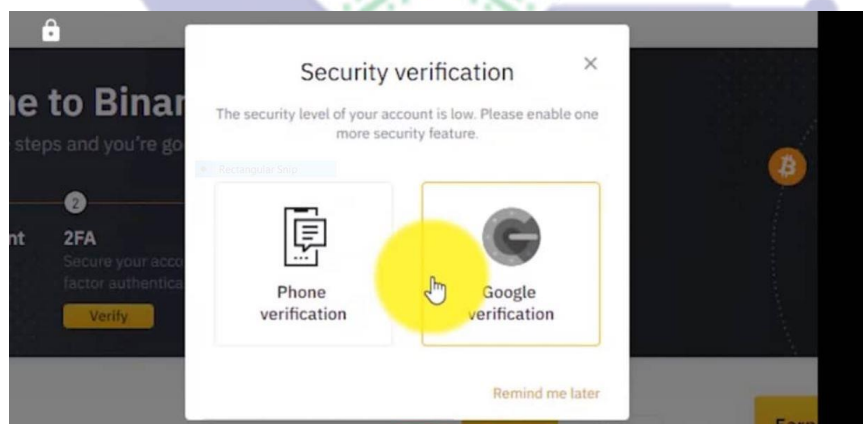 Security verification
The security level of your account is low. Please enable one
more security feature.
to Binar
steps and you're go
Rectangular Snip
2
2FA
Secure your acco
factor authentica
Verify
Phone
verification
Google
verification
Remind me later